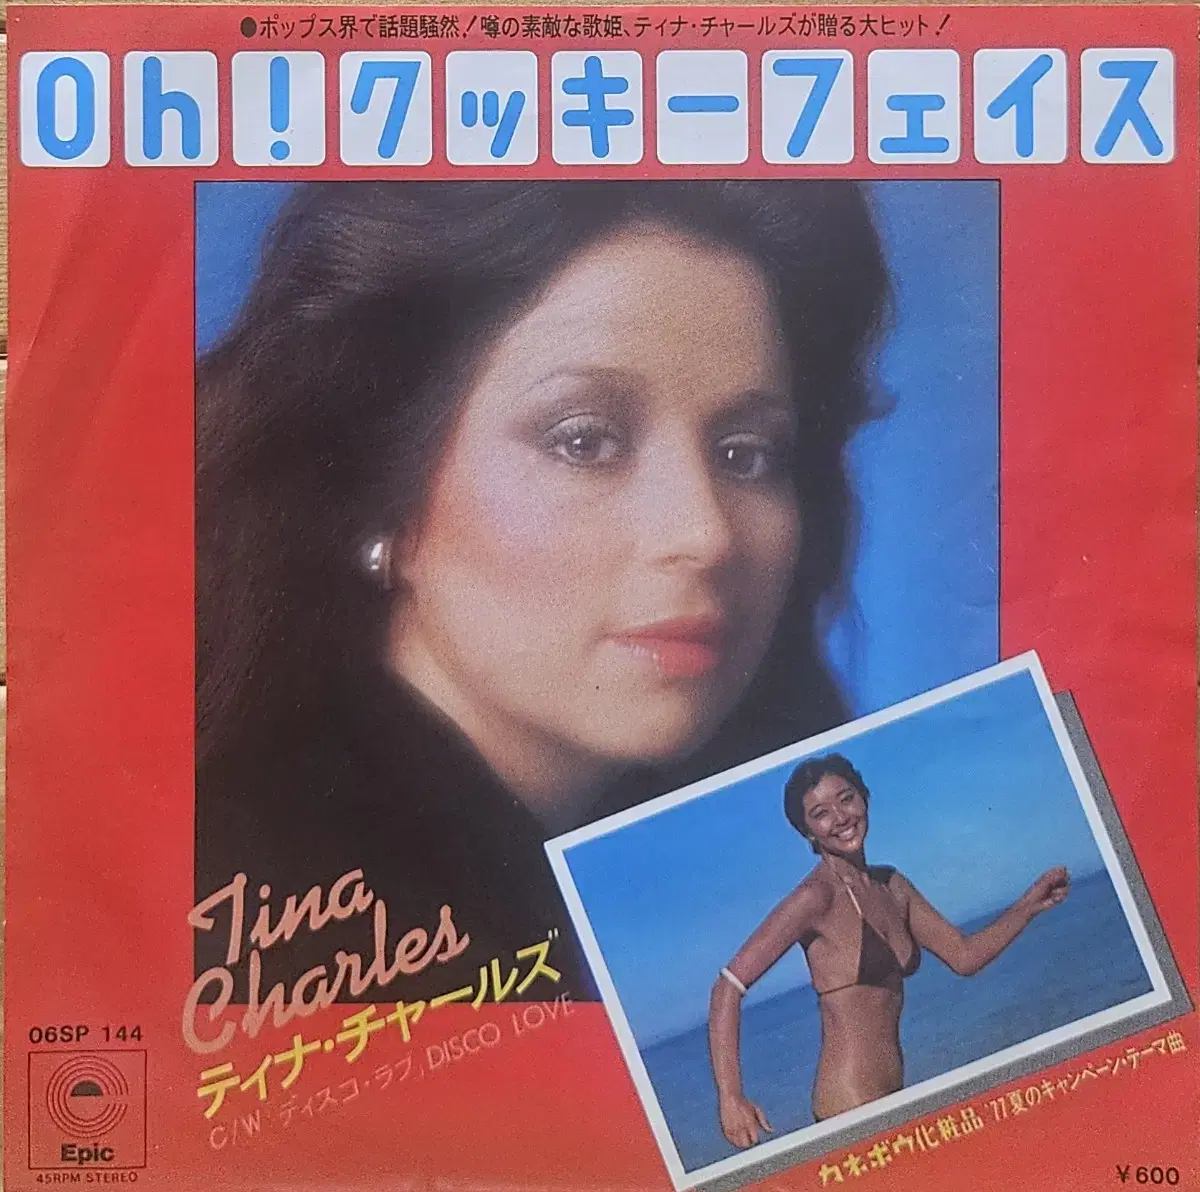 ●ポップス界で話題騒然!噂の素敵な歌姫、ティナ・チャールズが贈る大ヒット!
Oh!クッキーフェイス
Tina
Charles
ティナ・チャールズ
C/W ディスコ・ラブ, DISCO LOVE
カネボウ化粧品 '77夏のキャンペーン・テーマ曲
06SP 144
Epic
45RPM STEREO
¥600